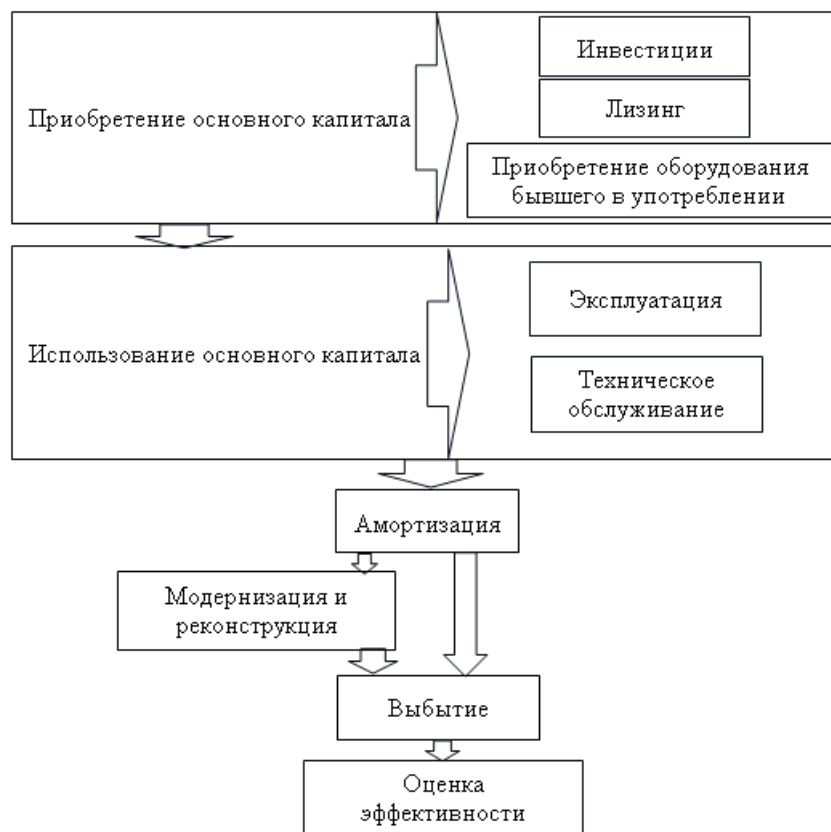 Инвестиции
Приобретение основного капитала
Лизинг
Приобретение оборудования
бывшего в употреблении
Эксплуатация
Использование основного капитала
Техническое
обслуживание
Амортизация
Модернизация и
реконструкция
Выбытие
Оценка
эффективности